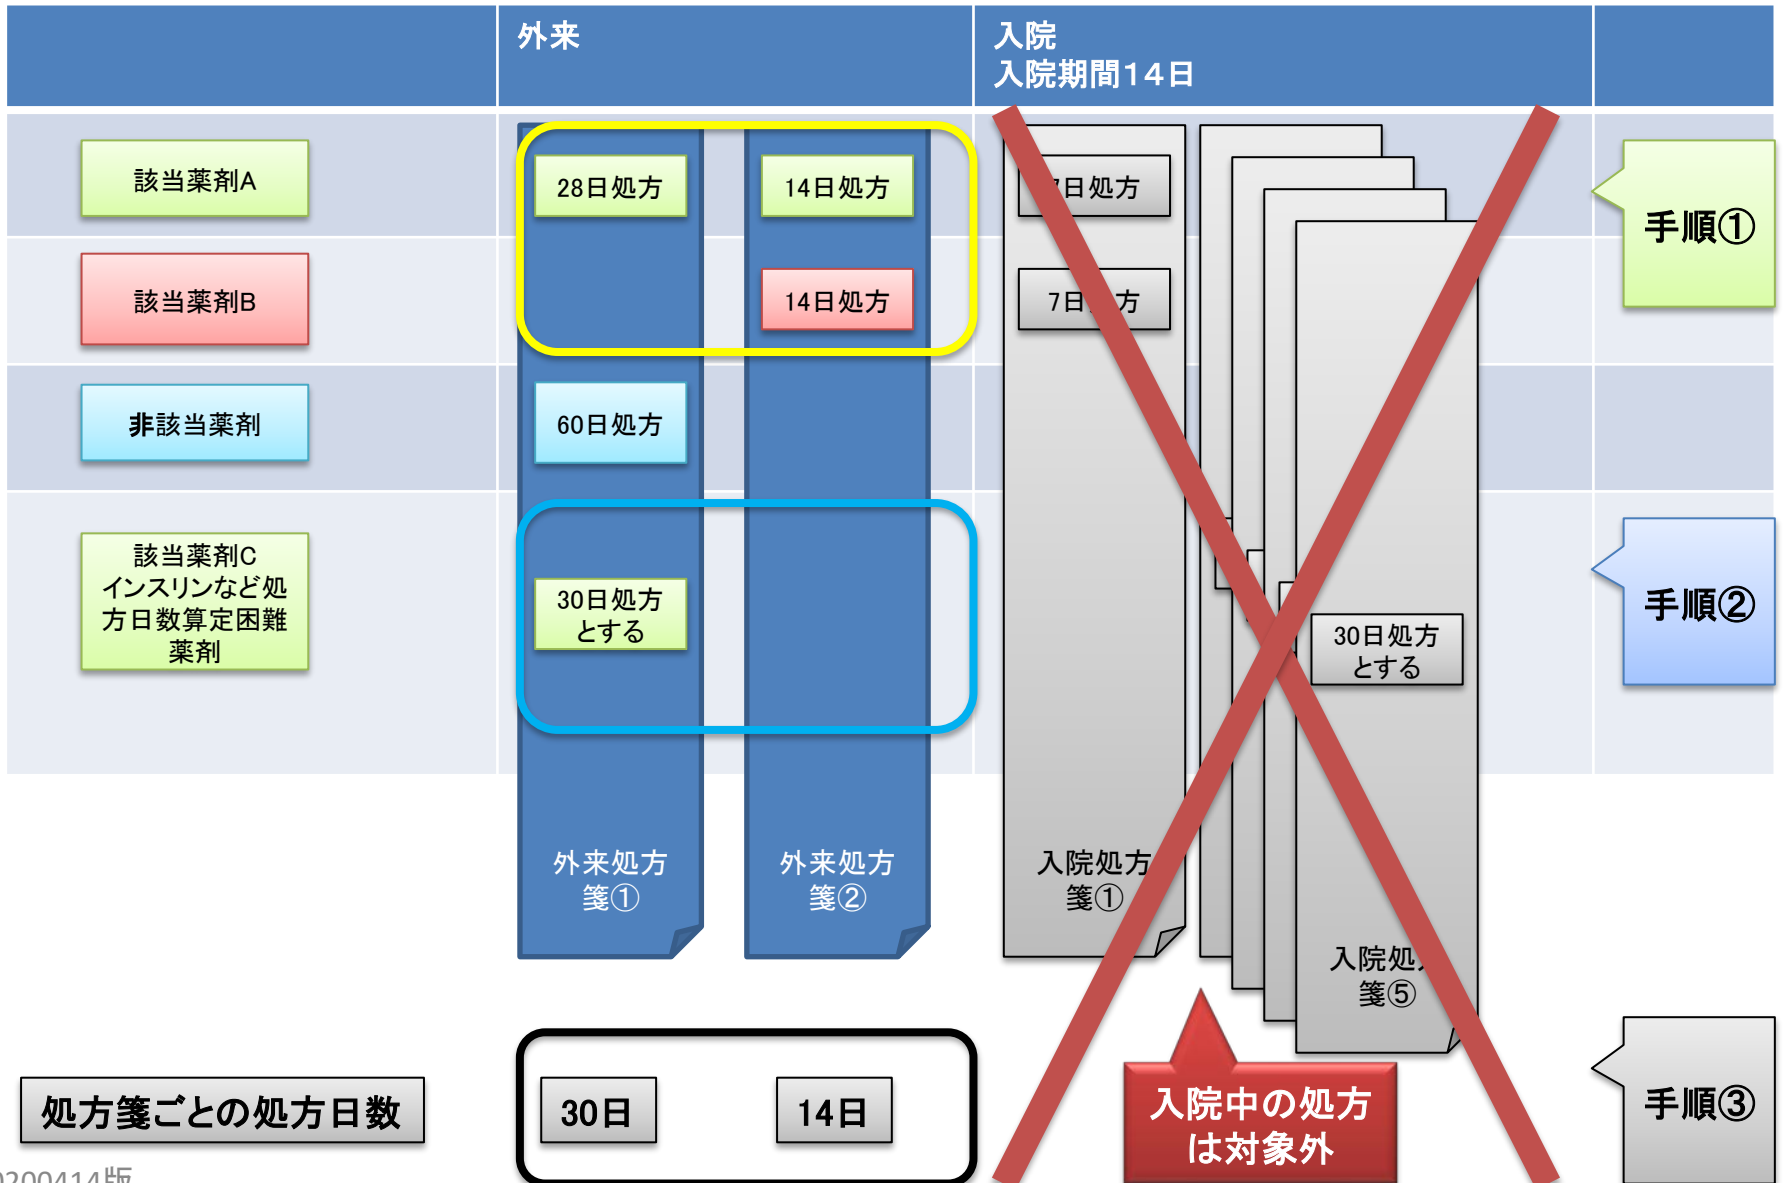 外来
入院
入院期間14日
該当薬剤A
28日処方
14日処方
日処方
手順①
該当薬剤B
14日処方
7日 方
非該当薬剤
60日処方
該当薬剤C
インスリンなど処
方日数算定困難
薬剤
30日処方
とする
30日処方
とする
手順②
外来処方
箋①
外来処方
箋②
入院処方
箋①
入院処
箋⑤
処方箋ごとの処方日数
30日
14日
入院中の処方
は対象外
手順③
0200414版